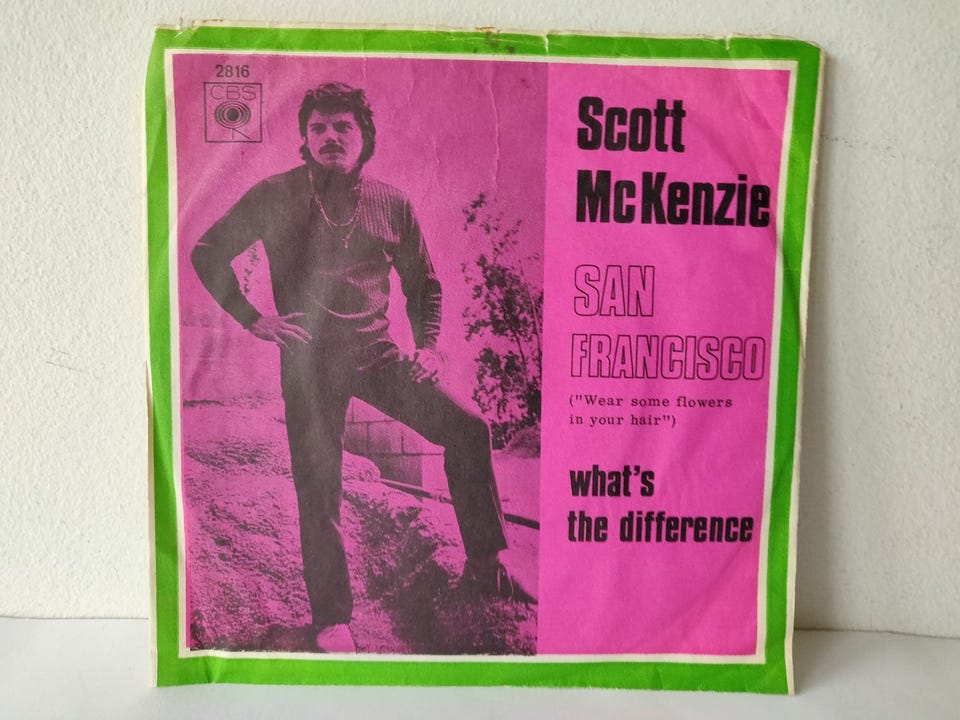 2816
CBS
Scott
McKenzie
SAN
FRANCISCO
("Wear some flowers
in your hair")
what's
the difference